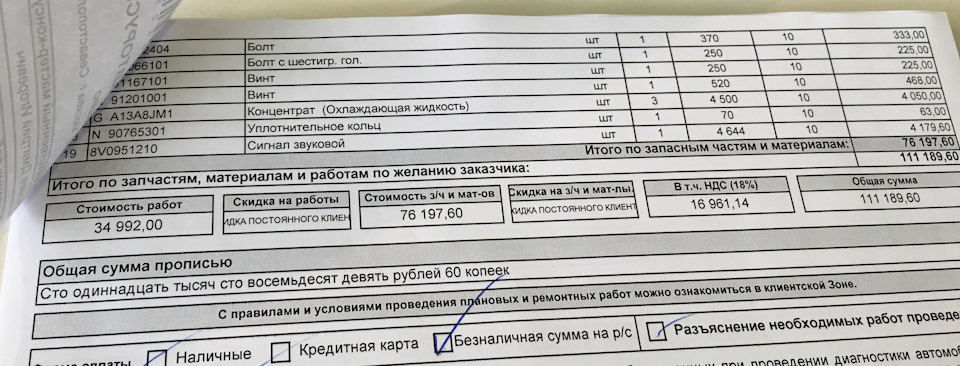 2404 Болт шт 1 370 10 333,00
066101 Болт с шестигр. гол. шт 1 250 10 225,00
01167101 Винт шт 1 250 10 225,00
91201001 Винт шт 1 520 10 468,00
G A13A8JM1 Концентрат (Охлаждающая жидкость) шт 3 4 500 10 4 050,00
N 90765301 Уплотнительное кольц шт 1 70 10 63,00
19 8V0951210 Сигнал звуковой шт 1 4 644 10 4 179,60
Итого по запасным частям и материалам: 76 197,60
Итого по запчастям, материалам и работам по желанию заказчика: 111 189,60
Стоимость работ Скидка на работы Стоимость з/ч и мат-ов Скидка на з/ч и мат-лы. В т.ч. НДС (18%) Общая сумма
34 992,00 ИДКА ПОСТОЯННОГО КЛИЕН 76 197,60 КИДКА ПОСТОЯННОГО КЛИЕНТ 16 961,14 111 189,60
Общая сумма прописью
Сто одиннадцать тысяч сто восемьдесят девять рублей 60 копеек
С правилами и условиями проведения плановых и ремонтных работ можно ознакомиться в клиентской Зоне.
оплаты Наличные Кредитная карта Безналичная сумма на р/с Разъяснение необходимых работ проведе
при проведении диагностики автомоб